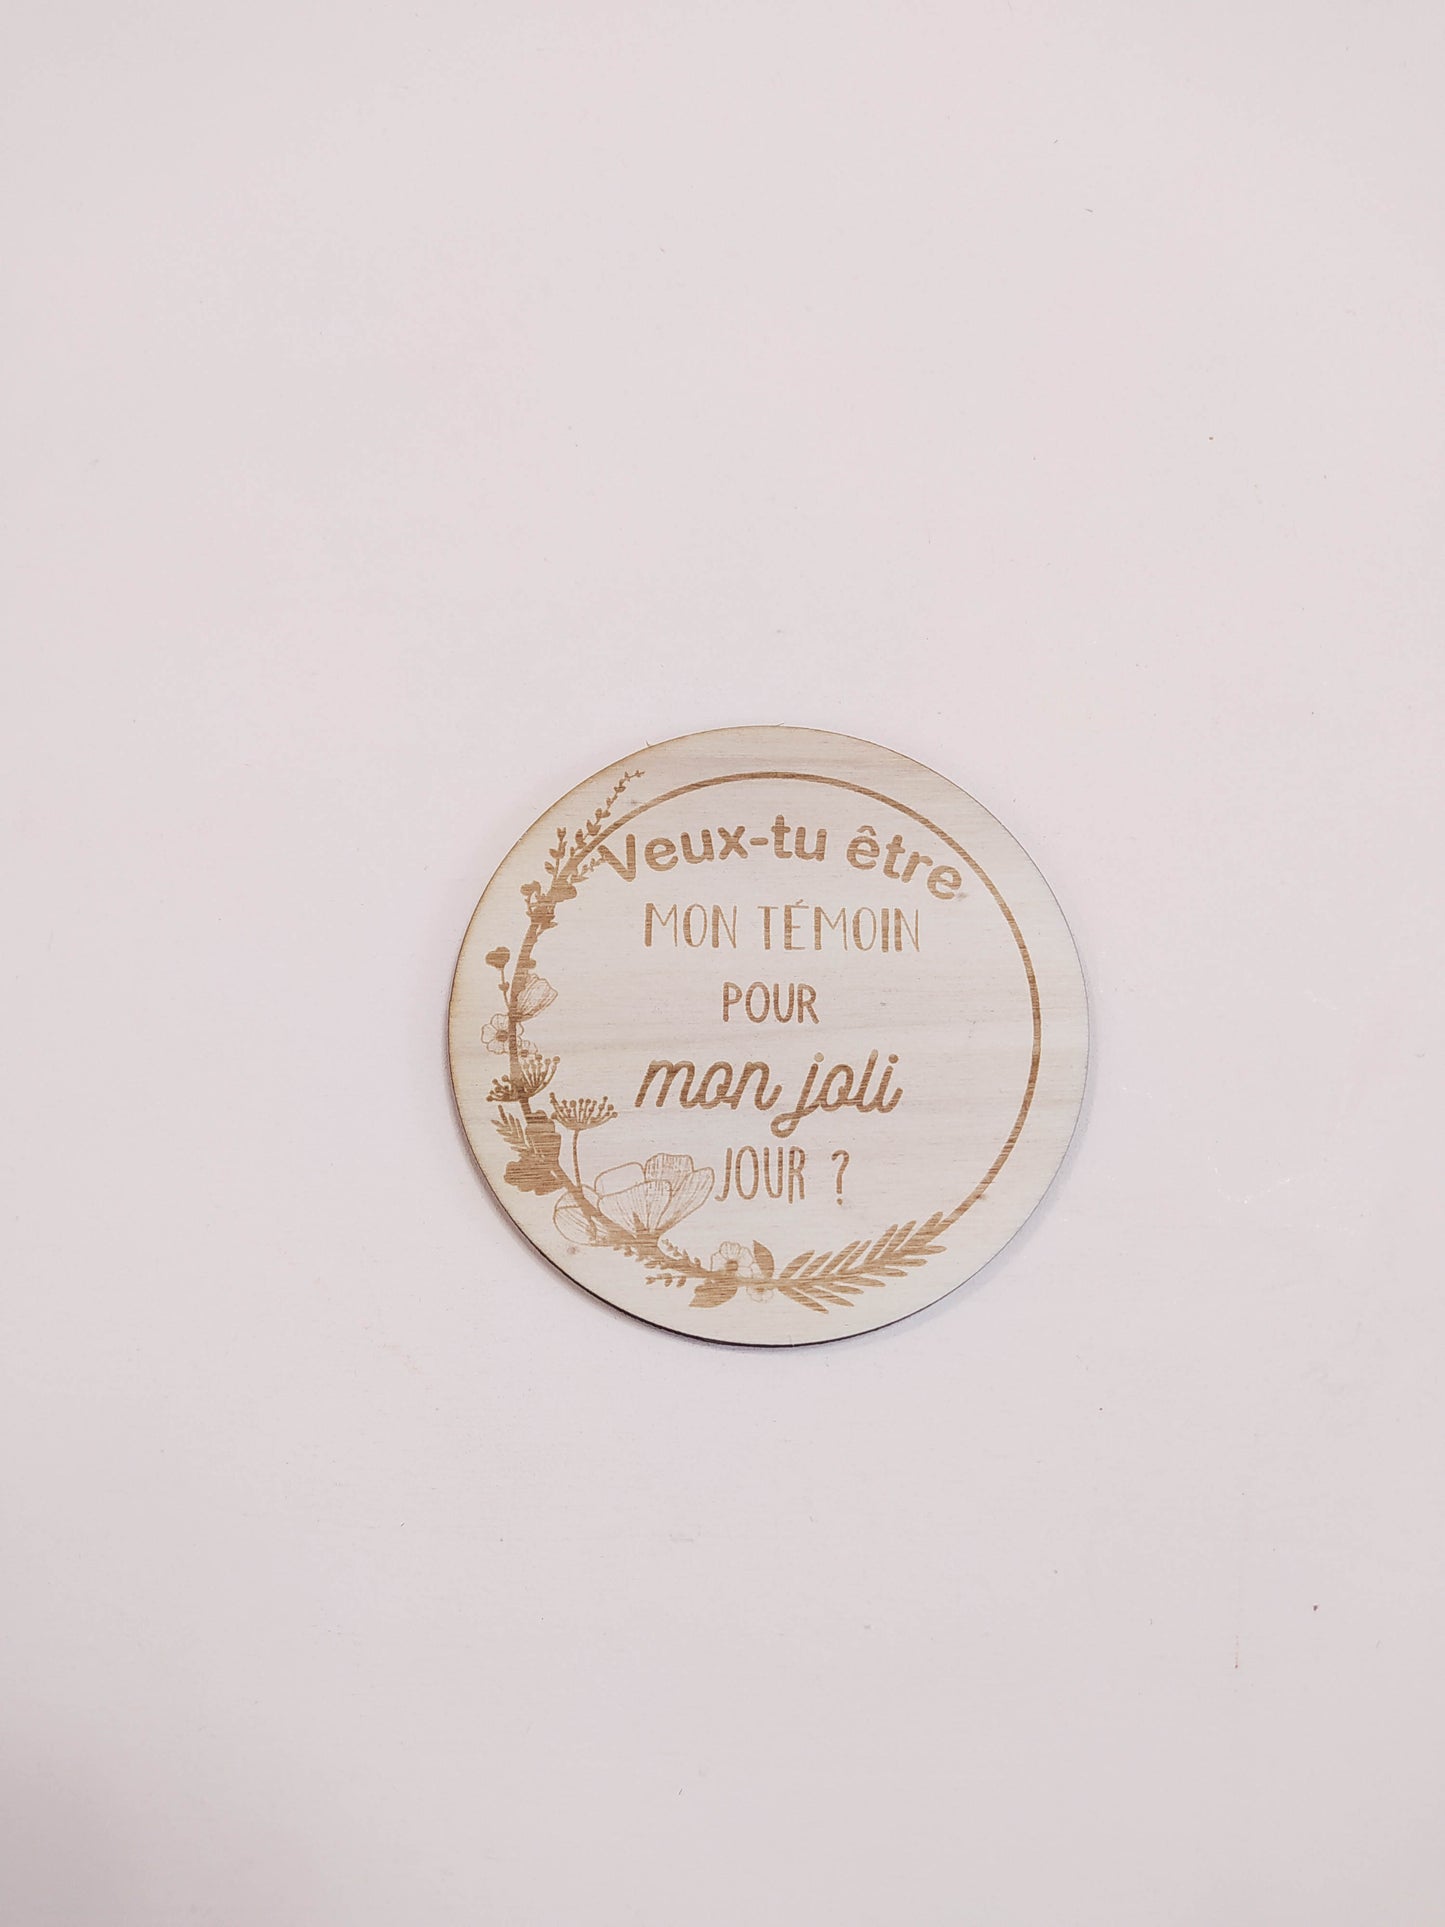 Veux-tu être
MON TÉMOIN
POUR
mon joli
JOUR ?